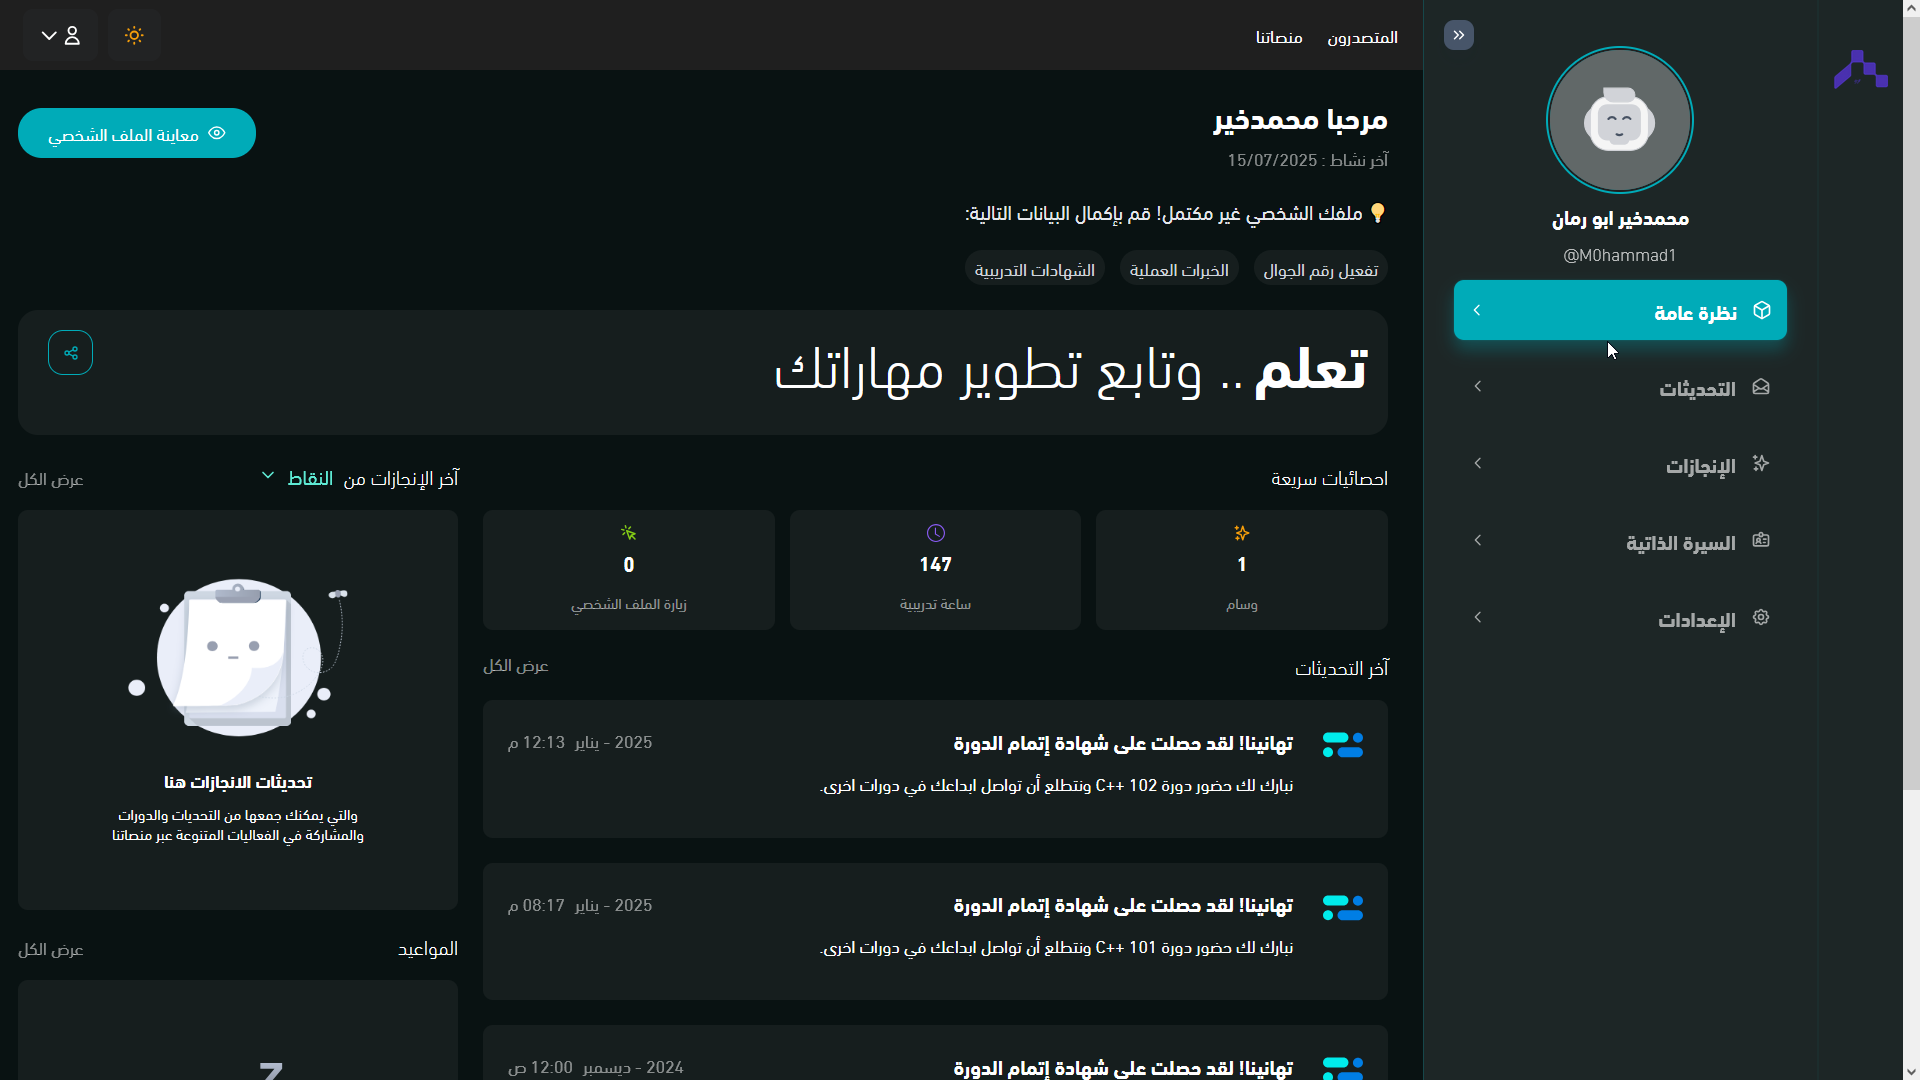 المتصدرون
منصاتنا
محمدخير ابو رمان
@M0hammad1
نظرة عامة
التحديثات
الإنجازات
السيرة الذاتية
الإعدادات
مرحبا محمدخير
آخر نشاط : 15/07/2025
معاينة الملف الشخصي
ملفك الشخصي غير مكتمل! قم بإكمال البيانات التالية:
تفعيل رقم الجوال
الخبرات العملية
الشهادات التدريبية
تعلم .. وتابع تطوير مهاراتك
احصائيات سريعة
1
وسام
147
ساعة تدريبية
0
زيارة الملف الشخصي
آخر التحديثات
عرض الكل
تهانينا! لقد حصلت على شهادة إتمام الدورة
2025 - يناير 12:13 م
نبارك لك حضور دورة C++ 102 ونتطلع أن تواصل ابداعك في دورات اخرى.
تهانينا! لقد حصلت على شهادة إتمام الدورة
2025 - يناير 08:17 م
نبارك لك حضور دورة C++ 101 ونتطلع أن تواصل ابداعك في دورات اخرى.
تهانينا! لقد حصلت على شهادة إتمام الدورة
2024 - ديسمبر 12:00 ص
آخر الإنجازات من النقاط
عرض الكل
تحديثات الانجازات هنا
والتي يمكنك جمعها من التحديات والدورات
والمشاركة في الفعاليات المتنوعة عبر منصاتنا
المواعيد
عرض الكل
Z